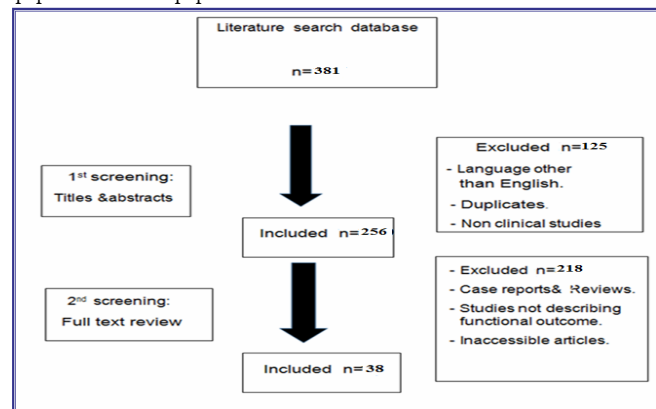 Literature search database
n=381
Excluded n=125
- Language other
than English.
- Duplicates.
- Non clinical studies
1st screening:
Titles &abstracts
Included n=256
- Excluded n=218
- Case reports& Reviews.
- Studies not describing
functional outcome.
- Inaccessible articles.
2nd screening:
Full text review
Included n=38